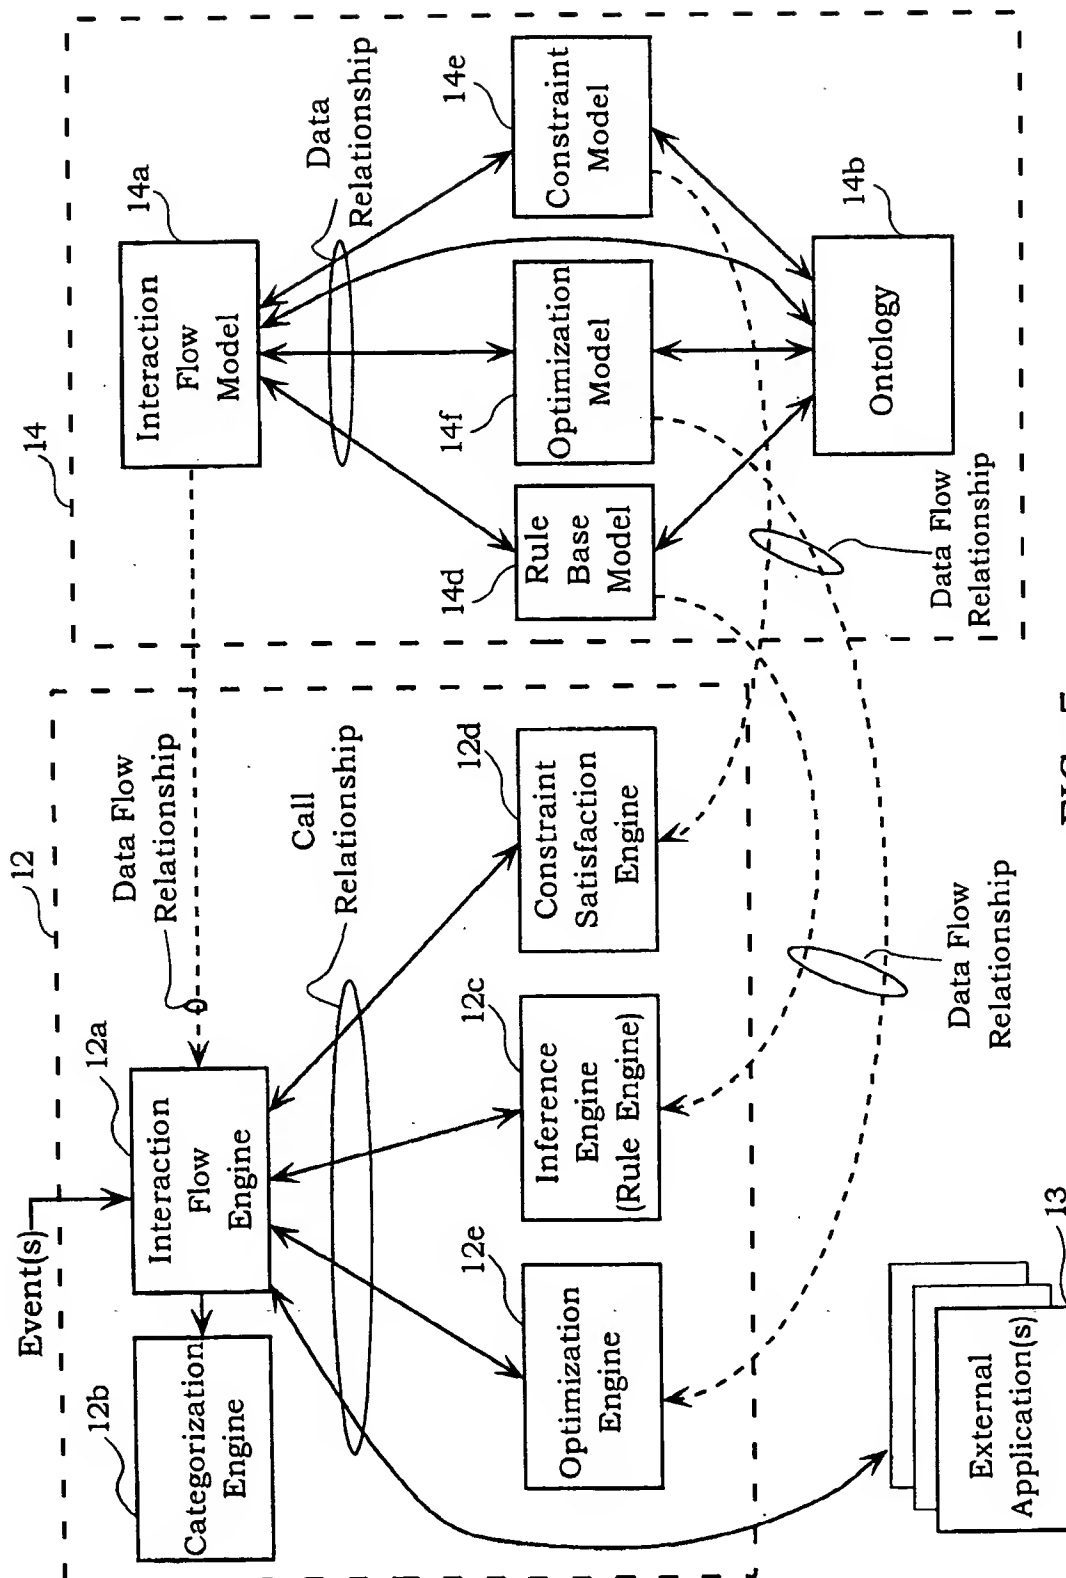 Event(s)
12
14
12b
12a
Data Flow
Relationship
14a
Categorization
Engine
Interaction
Flow
Engine
Interaction
Flow
Model
Call
Relationship
Data
Relationship
12e
12c
12d
14d
14f
14e
Optimization
Engine
Inference
Engine
(Rule Engine)
Constraint
Satisfaction
Engine
Rule
Base
Model
Optimization
Model
Constraint
Model
14b
Ontology
Data Flow
Relationship
Data Flow
Relationship
13
External
Application(s)